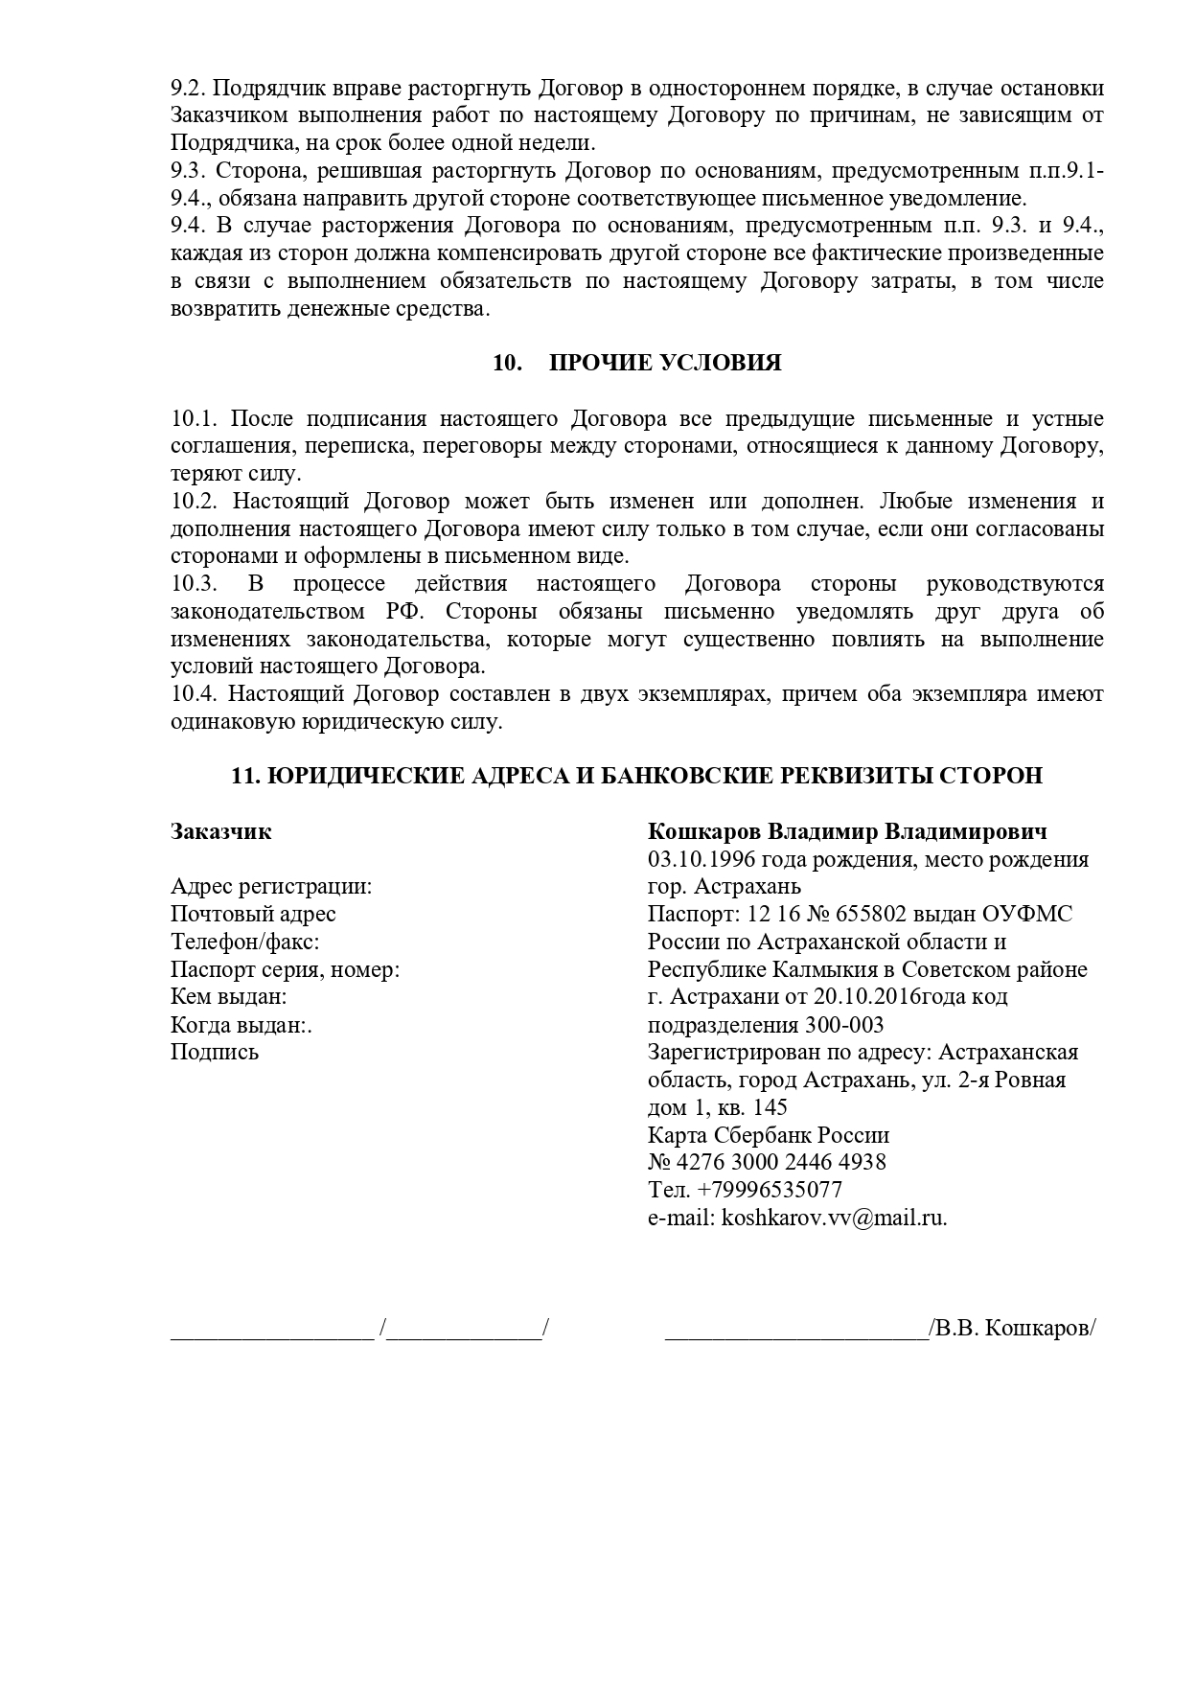 9.2. Подрядчик вправе расторгнуть Договор в одностороннем порядке, в случае остановки
Заказчиком выполнения работ по настоящему Договору по причинам, не зависящим от
Подрядчика, на срок более одной недели.
9.3. Сторона, решившая расторгнуть Договор по основаниям, предусмотренным п.п.9.1-
9.4., обязана направить другой стороне соответствующее письменное уведомление.
9.4. В случае расторжения Договора по основаниям, предусмотренным п.п. 9.3. и 9.4.,
каждая из сторон должна компенсировать другой стороне все фактические произведенные
в связи с выполнением обязательств по настоящему Договору затраты, в том числе
возвратить денежные средства.
10. ПРОЧИЕ УСЛОВИЯ
10.1. После подписания настоящего Договора все предыдущие письменные и устные
соглашения, переписка, переговоры между сторонами, относящиеся к данному Договору,
теряют силу.
10.2. Настоящий Договор может быть изменен или дополнен. Любые изменения и
дополнения настоящего Договора имеют силу только в том случае, если они согласованы
сторонами и оформлены в письменном виде.
10.3. В процессе действия настоящего Договора стороны руководствуются
законодательством РФ. Стороны обязаны письменно уведомлять друг друга об
изменениях законодательства, которые могут существенно повлиять на выполнение
условий настоящего Договора.
10.4. Настоящий Договор составлен в двух экземплярах, причем оба экземпляра имеют
одинаковую юридическую силу.
11. ЮРИДИЧЕСКИЕ АДРЕСА И БАНКОВСКИЕ РЕКВИЗИТЫ СТОРОН
Заказчик
Адрес регистрации:
Почтовый адрес
Телефон/факс:
Паспорт серия, номер:
Кем выдан:
Когда выдан:.
Подпись
Кошкаров Владимир Владимирович
03.10.1996 года рождения, место рождения
гор. Астрахань
Паспорт: 12 16 № 655802 выдан ОУФМС
России по Астраханской области и
Республике Калмыкия в Советском районе
г. Астрахани от 20.10.2016года код
подразделения 300-003
Зарегистрирован по адресу: Астраханская
область, город Астрахань, ул. 2-я Ровная
дом 1, кв. 145
Карта Сбербанк России
№ 4276 3000 2446 4938
Тел. +79996535077
e-mail: koshkarov.vv@mail.ru.
_________________ /_____________/ ______________________/В.В. Кошкаров/